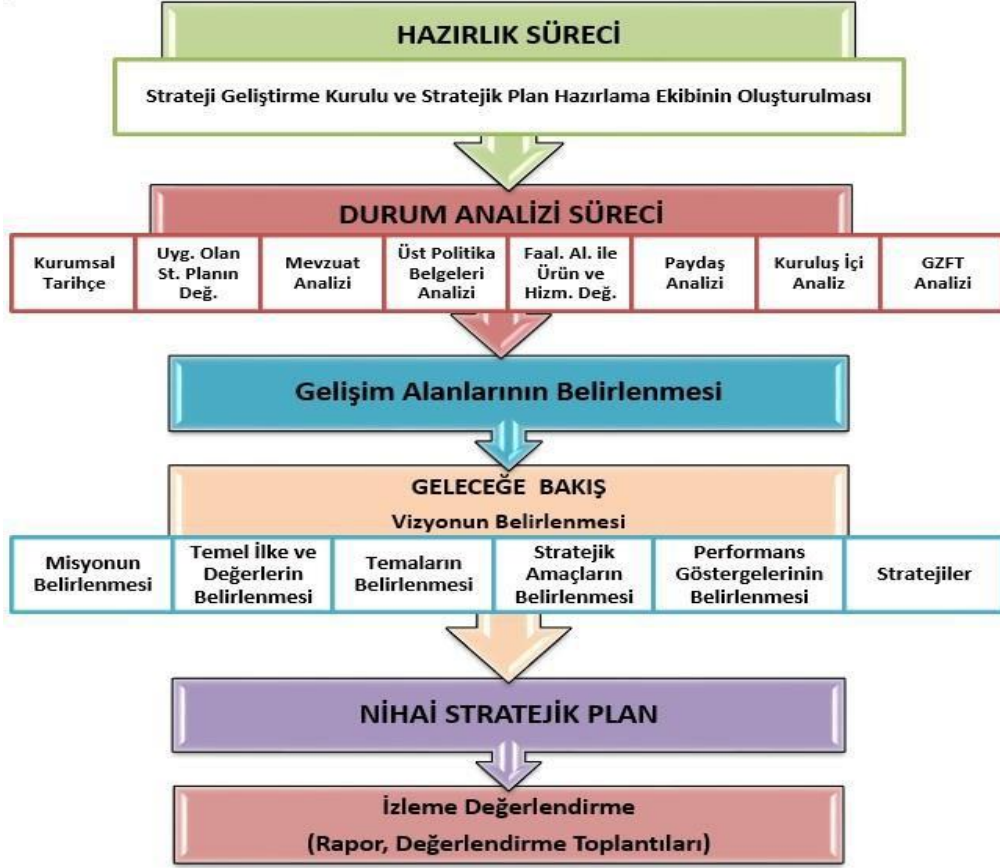 HAZIRLIK SÜRECİ
Strateji Geliştirme Kurulu ve Stratejik Plan Hazırlama Ekibinin Oluşturulması
DURUM ANALİZİ SÜRECİ
Kurumsal
Tarihçe
Uyg. Olan
St. Planın
Değ.
Mevzuat
Analizi
Üst Politika
Belgeleri
Analizi
Faal. Al. ile
Ürün ve
Hizm. Değ.
Paydaş
Analizi
Kuruluş İçi
Analiz
GZFT
Analizi
Gelişim Alanlarının Belirlenmesi
GELECEĞE BAKIŞ
Vizyonun Belirlenmesi
Misyonun
Belirlenmesi
Temel İlke ve
Değerlerin
Belirlenmesi
Temaların
Belirlenmesi
Stratejik
Amaçların
Belirlenmesi
Performans
Göstergelerinin
Belirlenmesi
Stratejiler
NİHAİ STRATEJİK PLAN
İzleme Değerlendirme
(Rapor, Değerlendirme Toplantıları)